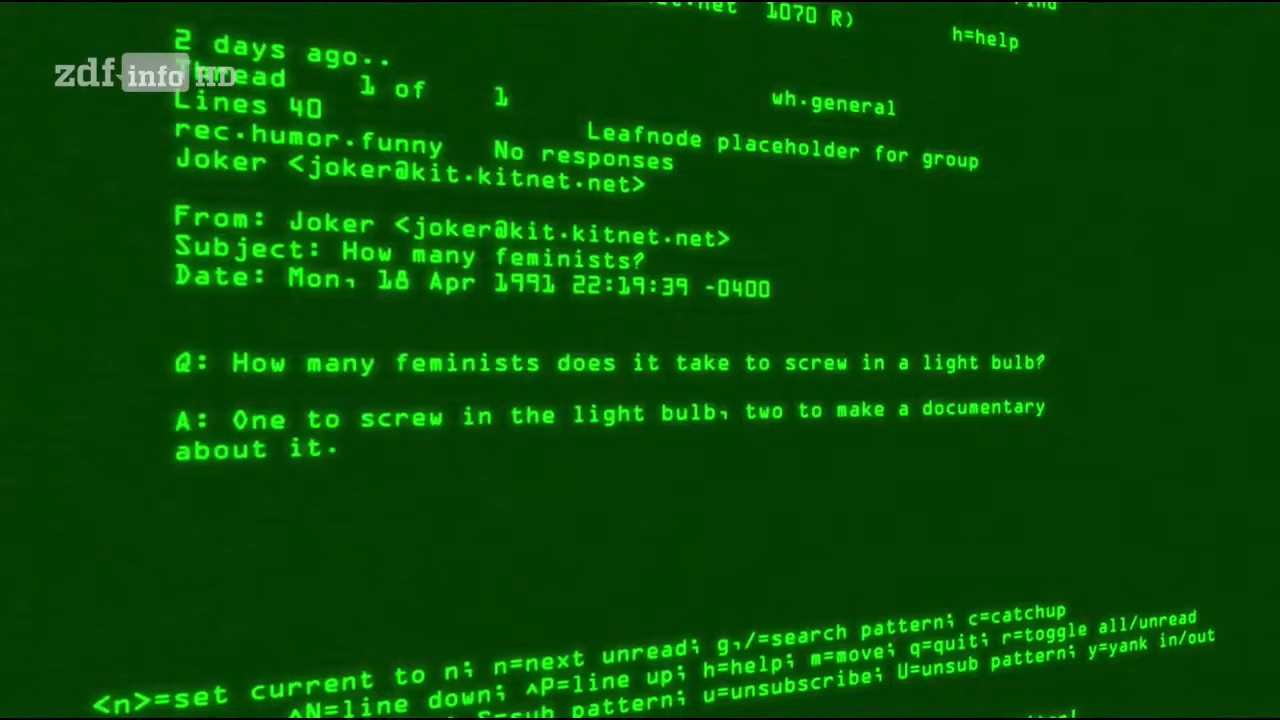 1070 R)
h=help
2 days ago..
zdf info HD
Thread 1 of 1
wh.general
Lines 40
Leafnode placeholder for group
rec.humor.funny No responses
Joker <joker@kit.kitnet.net>
From: Joker <joker@kit.kitnet.net>
Subject: How many feminists?
Date: Mon, 18 Apr 1991 22:19:39 -0400
Q: How many feminists does it take to screw in a light bulb?
A: One to screw in the light bulb, two to make a documentary
about it.
<n>=set current to n; n=next unread; g,/=search pattern; c=catchup
^N=line down; ^P=line up; h=help; m=move; q=quit; r=toggle all/unread
S=sub pattern; u=unsubscribe; U=unsub pattern; y=yank in/out